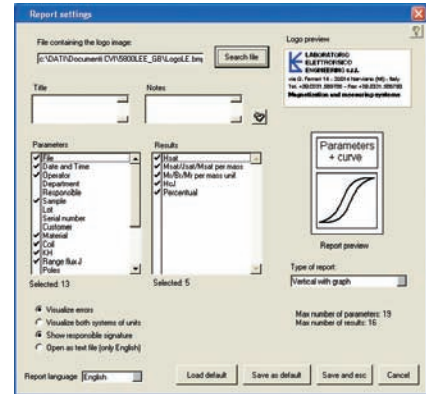 Report settings
File containing the logo image:
c:\DATI\Documenti CVI\5800LEE_GB\LogoLE.bmp
Search file
Logo preview
LABORATORIO
ELETTROFISICO
ENGINEERING s.r.l.
Magnetization and measuring systems
Title
Notes
Parameters
File
Date and Time
Operator
Department
Responsible
Sample
Lot
Serial number
Customer
Material
Coil
KH
Range flux J
Poles
Selected: 13
Results
Hsat
Msat/Jsat/Msat per mass
Mr/Br/Mr per mass unit
HcJ
Percentual
Selected: 5
Parameters
+ curve
Report preview
Type of report:
Vertical with graph
Max number of parameters: 19
Max number of results: 16
Visualize errors
Visualize both systems of units
Show responsible signature
Open as text file (only English)
Report language
English
Load default
Save as default
Save and esc
Cancel